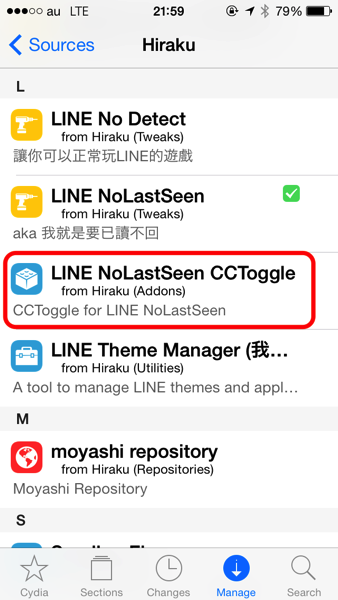 au LTE 21:59 79%
Sources Hiraku
L
LINE No Detect
from Hiraku (Tweaks)
讓你可以正常玩LINE的遊戲
LINE NoLastSeen
from Hiraku (Tweaks)
aka 我就是要已讀不回
LINE NoLastSeen CCToggle
from Hiraku (Addons)
CCToggle for LINE NoLastSeen
LINE Theme Manager (我…
from Hiraku (Utilities)
A tool to manage LINE themes and appl…
M
moyashi repository
from Hiraku (Repositories)
Moyashi Repository
S
Cydia Sections Changes Manage Search